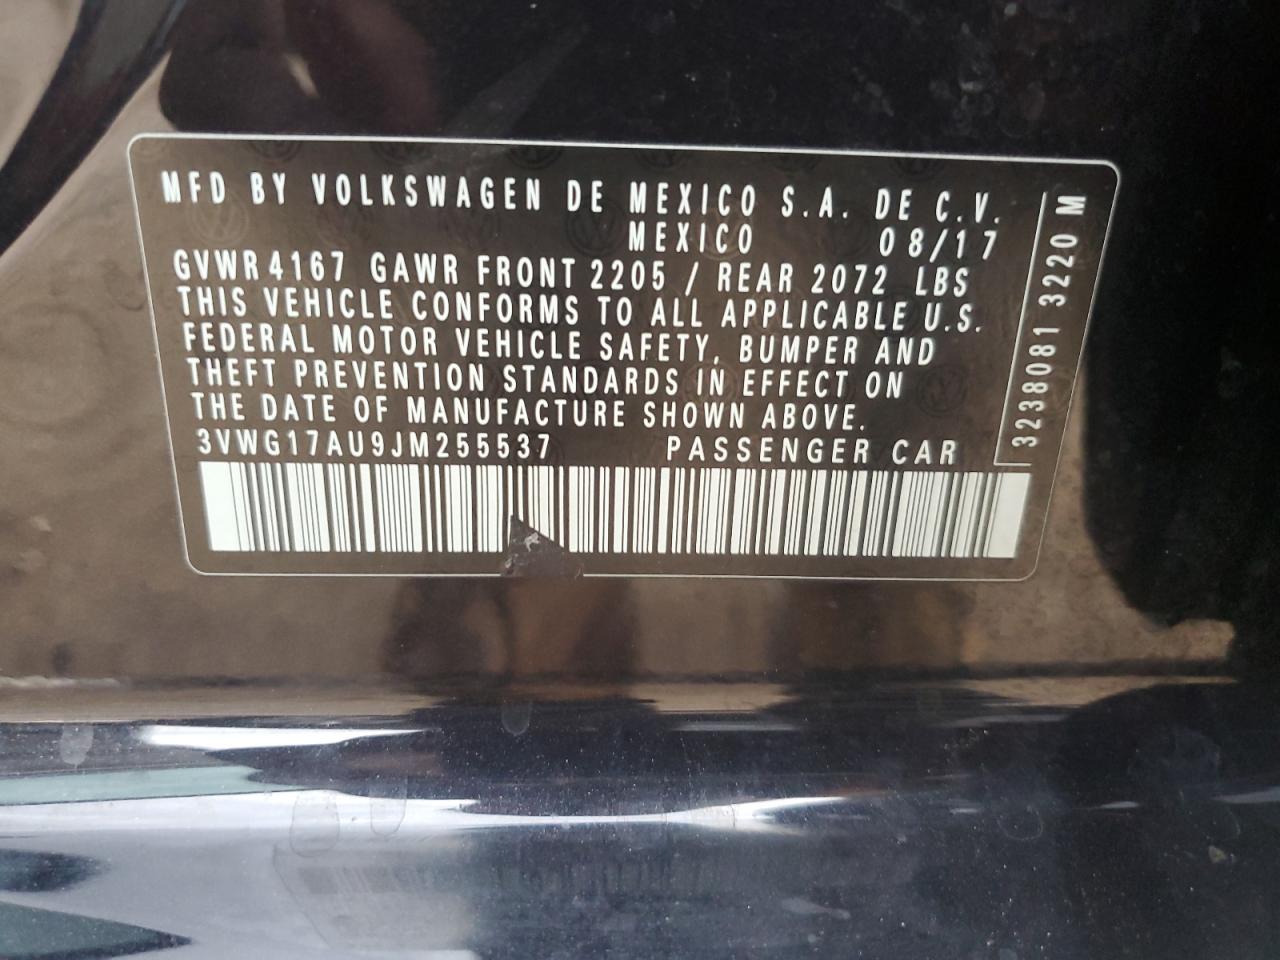 MFD BY VOLKSWAGEN DE MEXICO S.A. DE C.V.
MEXICO 08/17
GVWR 4167 GAWR FRONT 2205 / REAR 2072 LBS
THIS VEHICLE CONFORMS TO ALL APPLICABLE U.S.
FEDERAL MOTOR VEHICLE SAFETY, BUMPER AND
THEFT PREVENTION STANDARDS IN EFFECT ON
THE DATE OF MANUFACTURE SHOWN ABOVE.
3VWG17AU9JM255537 PASSENGER CAR
3238081 3220 M